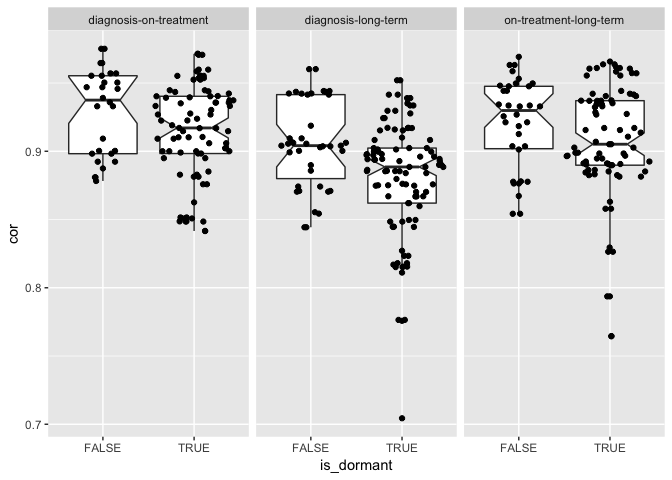 diagnosis-on-treatment diagnosis-long-term on-treatment-long-term
cor
0.9
0.8
0.7
FALSE TRUE FALSE TRUE FALSE TRUE
is_dormant